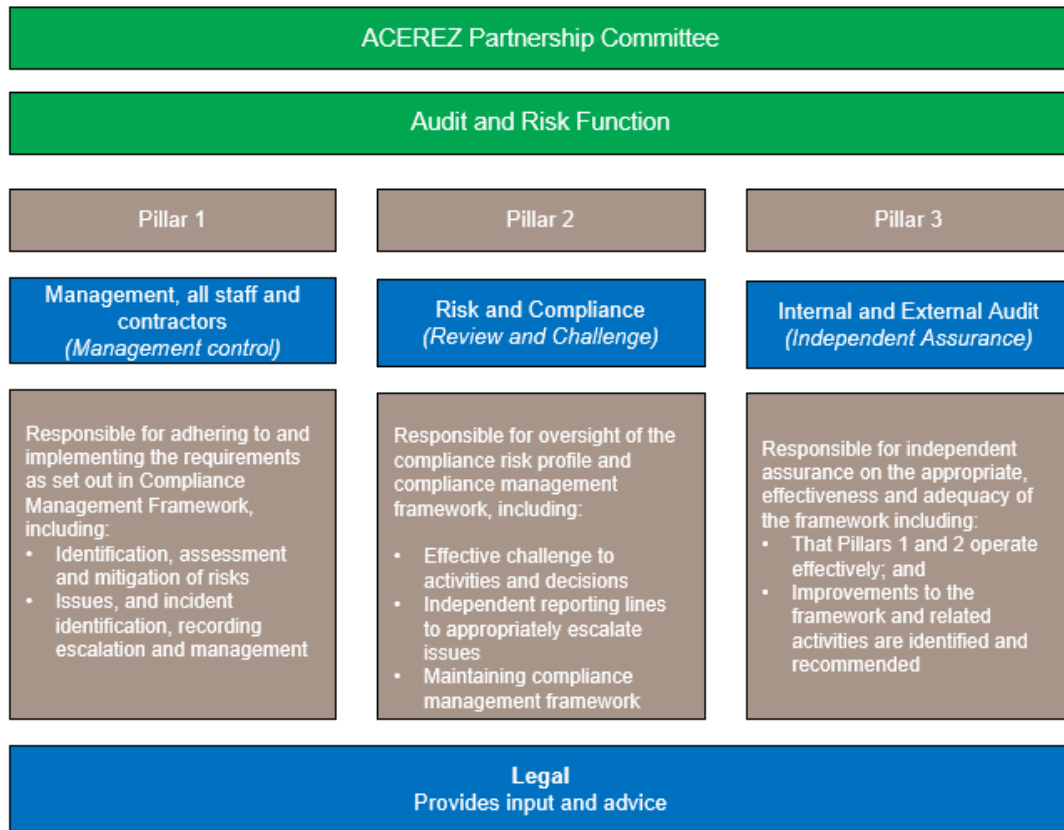 ACEREZ Partnership Committee
Audit and Risk Function
Pillar 1
Management, all staff and
contractors
(Management control)
Responsible for adhering to and
implementing the requirements
as set out in Compliance
Management Framework,
including:
• Identification, assessment
and mitigation of risks
• Issues, and incident
identification, recording
escalation and management
Pillar 2
Risk and Compliance
(Review and Challenge)
Responsible for oversight of the
compliance risk profile and
compliance management
framework, including:
• Effective challenge to
activities and decisions
• Independent reporting lines
to appropriately escalate
issues
• Maintaining compliance
management framework
Pillar 3
Internal and External Audit
(Independent Assurance)
Responsible for independent
assurance on the appropriate,
effectiveness and adequacy of
the framework including:
• That Pillars 1 and 2 operate
effectively; and
• Improvements to the
framework and related
activities are identified and
recommended
Legal
Provides input and advice